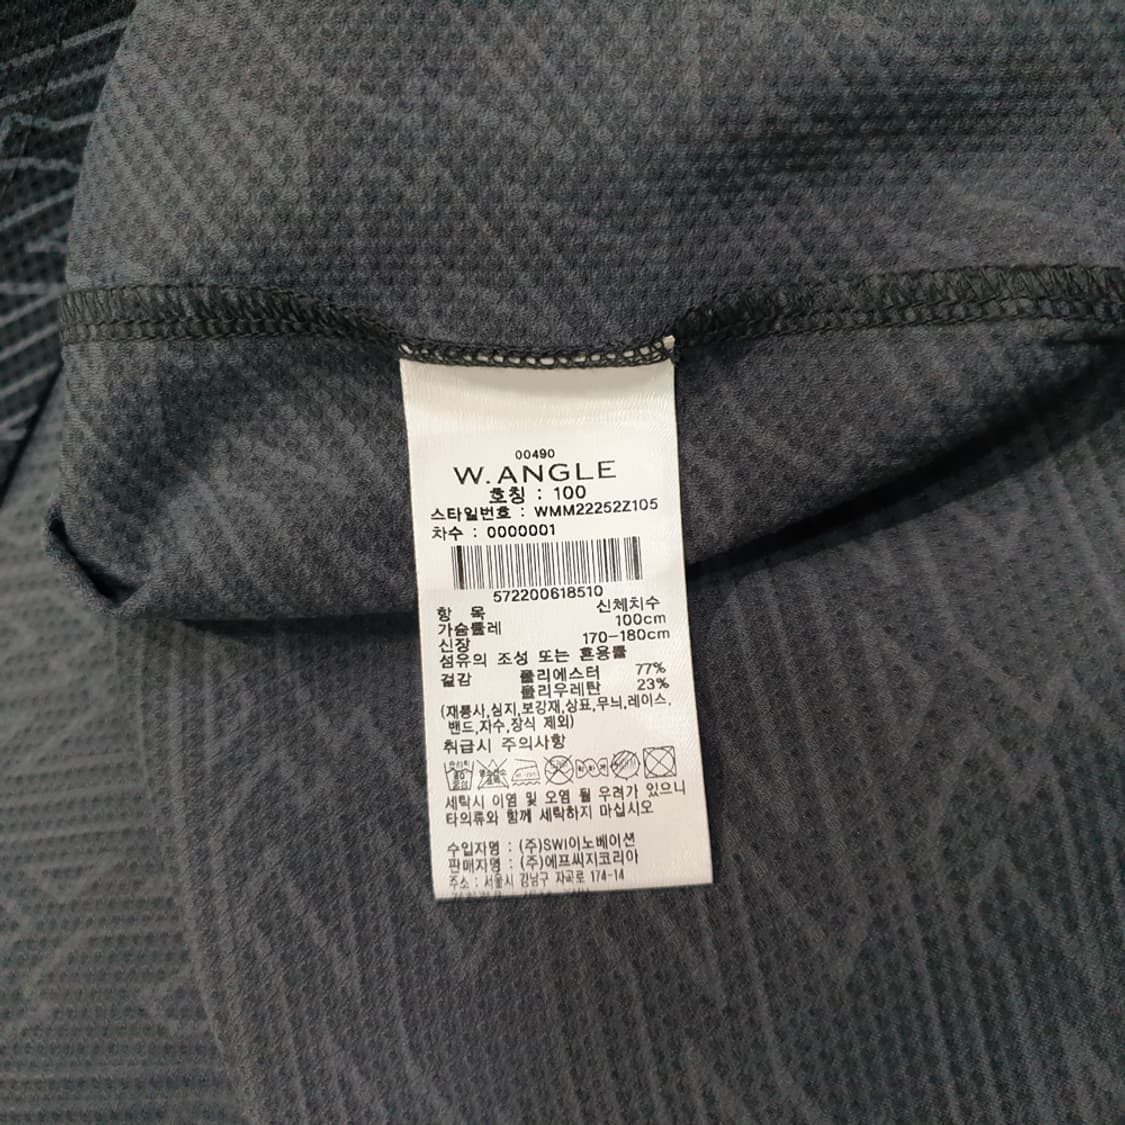 00490
W.ANGLE
호칭 : 100
스타일번호 : WMM22252Z105
차수 : 0000001
572200618510
항 목 신체치수
가슴둘레 100cm
신장 170-180cm
섬유의 조성 또는 혼용률
겉감 폴리에스터 77%
폴리우레탄 23%
(재봉사,심지,보강재,상표,무늬,레이스,
밴드,자수,장식 제외)
취급시 주의사항
세탁시 이염 및 오염 될 우려가 있으니
타의류와 함께 세탁하지 마십시오
수입자명 : (주)SWI이노베이션
판매자명 : (주)에프씨지코리아
주소 : 서울시 강남구 자곡로 174-14